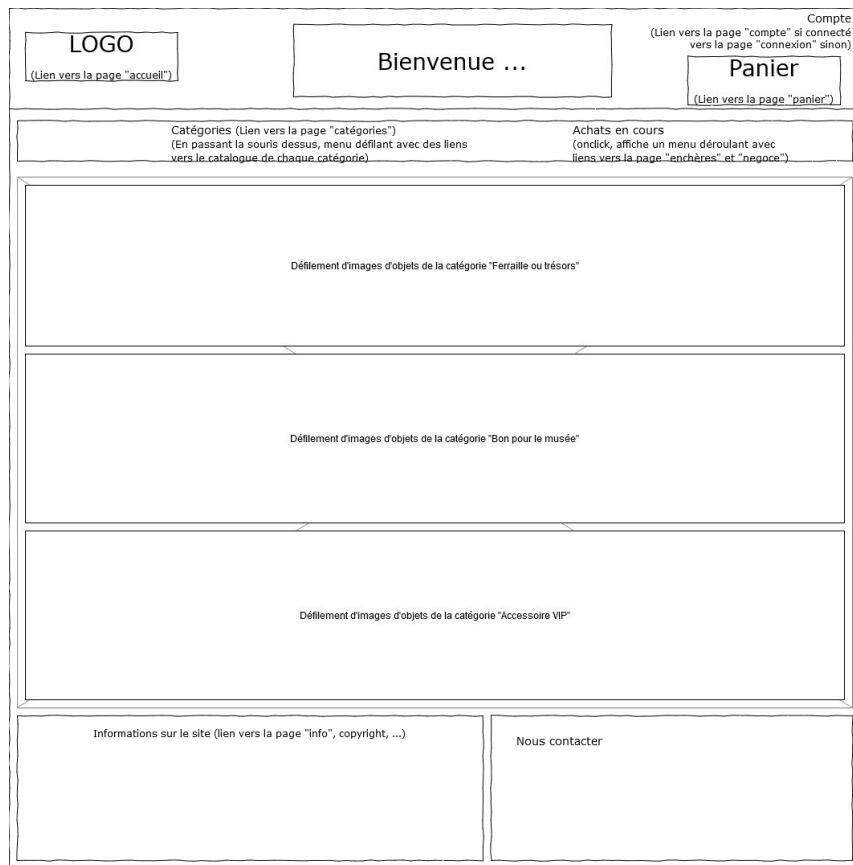 LOGO
(Lien vers la page "accueil")
Bienvenue ...
Compte
(Lien vers la page "compte" si connecté
vers la page "connexion" sinon)
Panier
(Lien vers la page "panier")
Catégories (Lien vers la page "catégories")
(En passant la souris dessus, menu défilant avec des liens
vers le catalogue de chaque catégorie)
Achats en cours
(onclick, affiche un menu déroulant avec
liens vers la page "enchères" et "negoce")
Défilement d'images d'objets de la catégorie "Ferraille ou trésors"
Défilement d'images d'objets de la catégorie "Bon pour le musée"
Défilement d'images d'objets de la catégorie "Accessoire VIP"
Informations sur le site (lien vers la page "info", copyright, ...)
Nous contacter